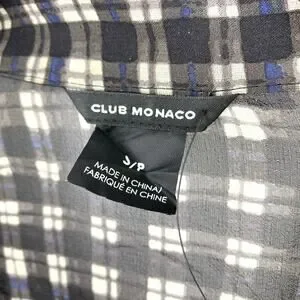 CLUB MONACO
S/P
MADE IN CHINA/
FABRIQUÉ EN CHINE